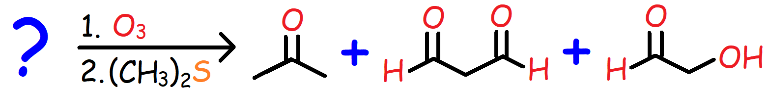 ? 1. O₃ O + O O H H + O H OH
2. (CH₃)₂S